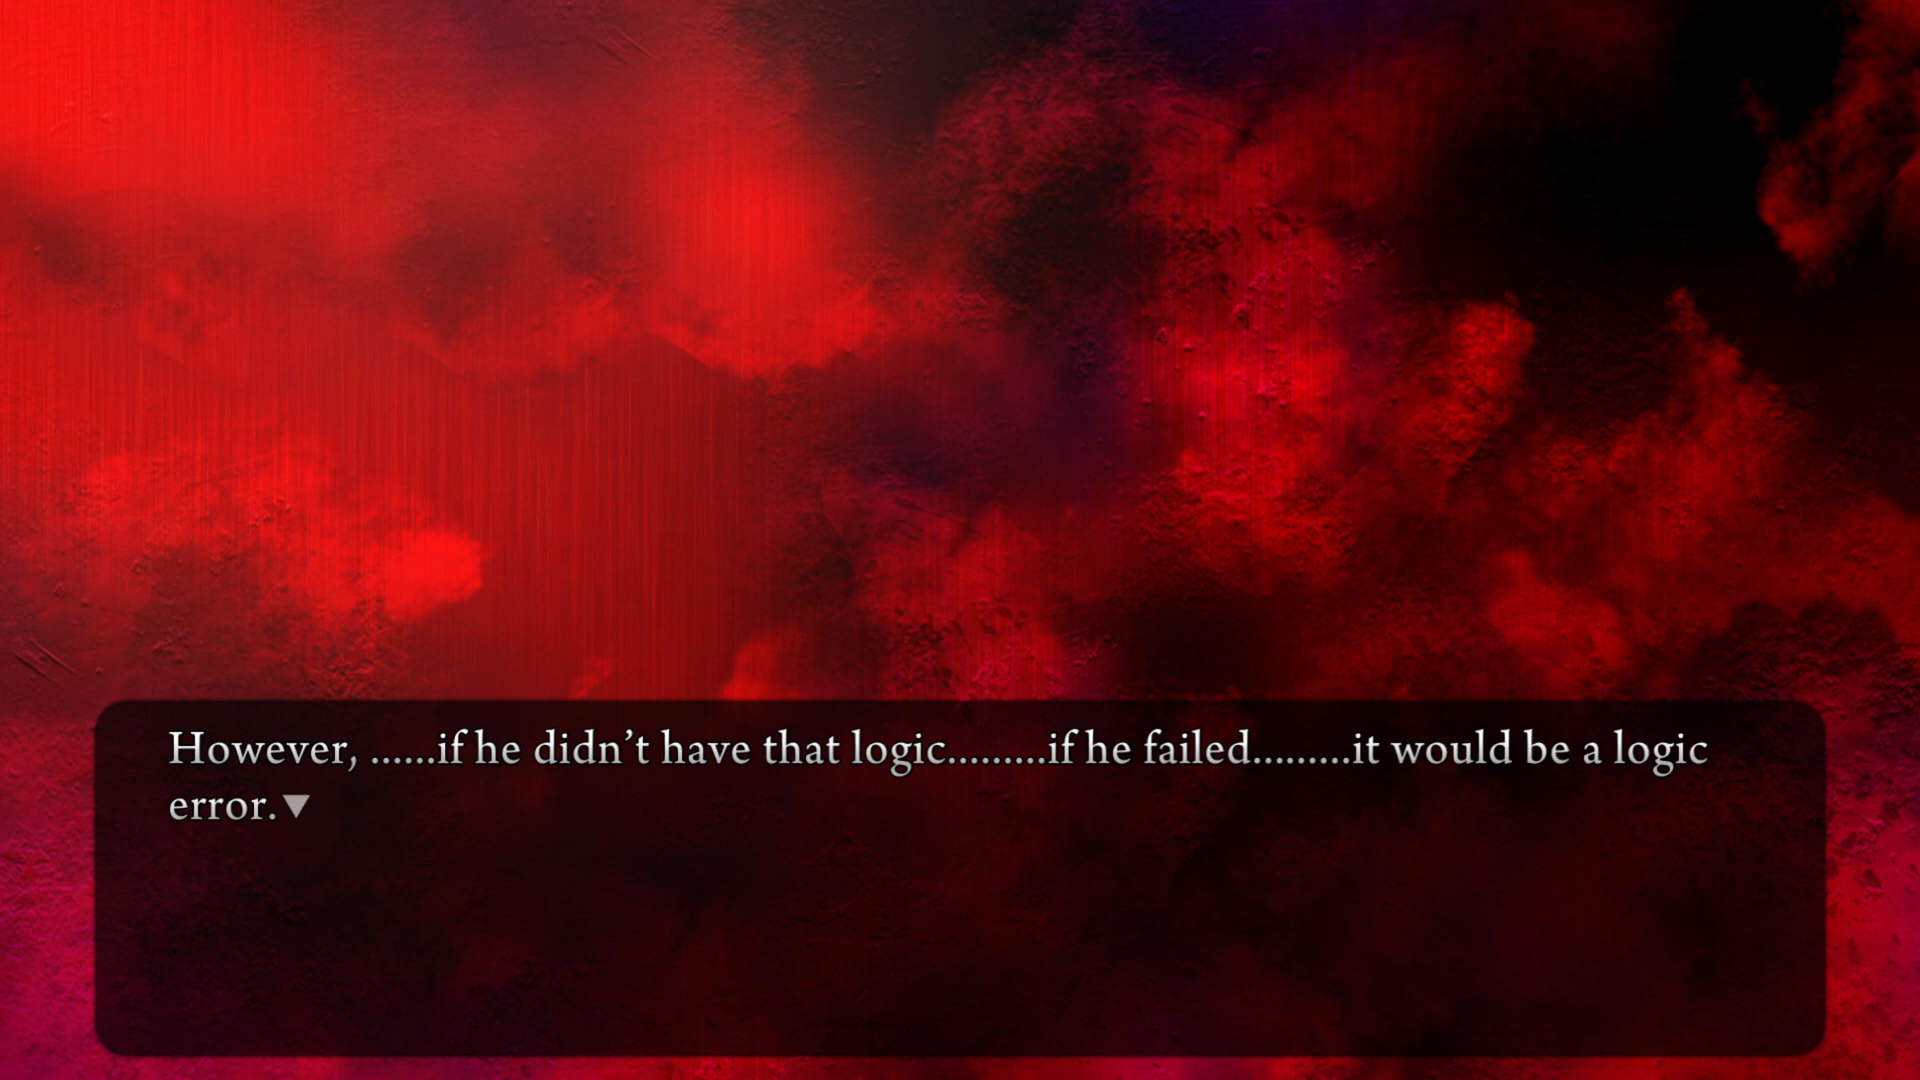 However, ......if he didn’t have that logic.........if he failed.........it would be a logic
error.